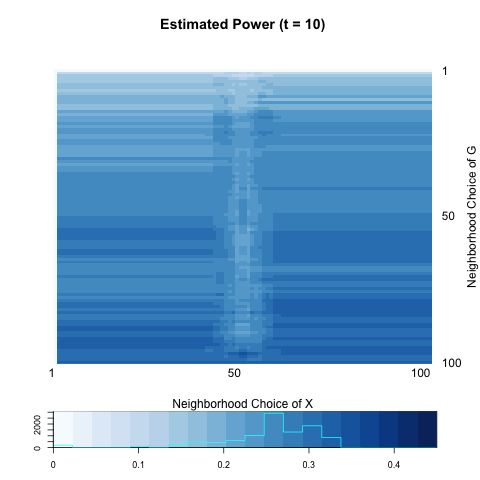 Estimated Power (t = 10)
1
50
100
Neighborhood Choice of G
1 50 100
Neighborhood Choice of X
0 2000
0 0.1 0.2 0.3 0.4